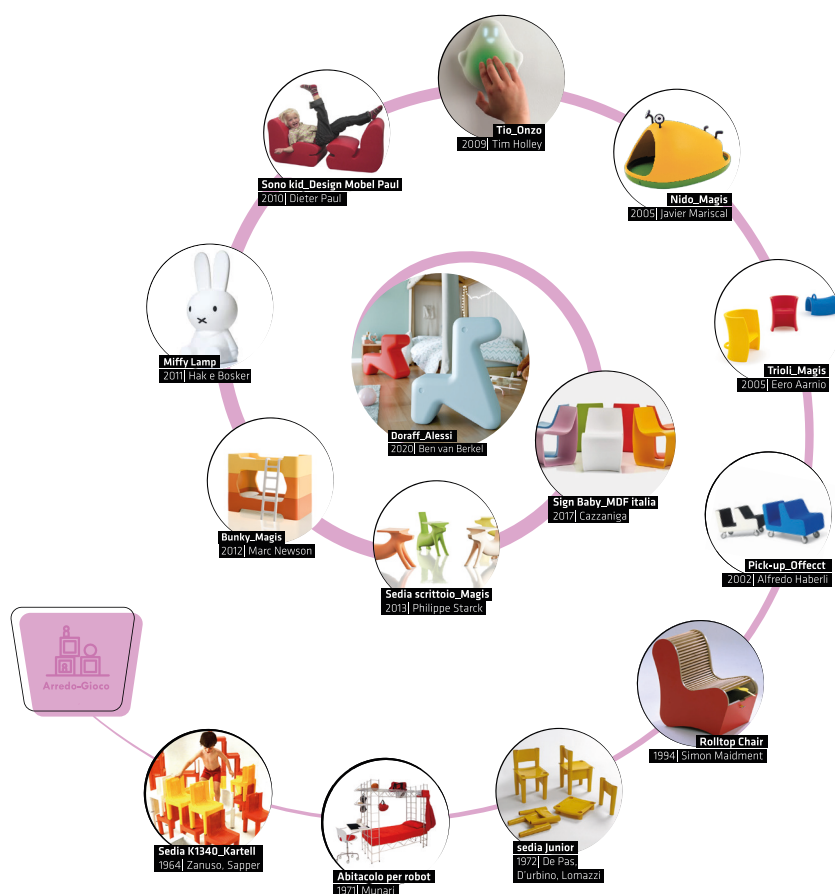 Tio_Onzo
2009| Tim Holley
Sono kid_Design Mobel Paul
2010| Dieter Paul
Nido_Magis
2005| Javier Mariscal
Miffy Lamp
2011| Hak e Bosker
Trioli_Magis
2005| Eero Aarnio
Doraff_Alessi
2020| Ben van Berkel
Sign Baby_MDF italia
2017| Cazzaniga
Bunky_Magis
2012| Marc Newson
Pick-up_Offecct
2002| Alfredo Haberli
Sedia scrittoio_Magis
2013| Philippe Starck
Arredo-Gioco
Rolltop Chair
1994| Simon Maidment
Sedia K1340_Kartell
1964| Zanuso, Sapper
Abitacolo per robot
1971| Munari
sedia Junior
1972| De Pas,
D'urbino, Lomazzi